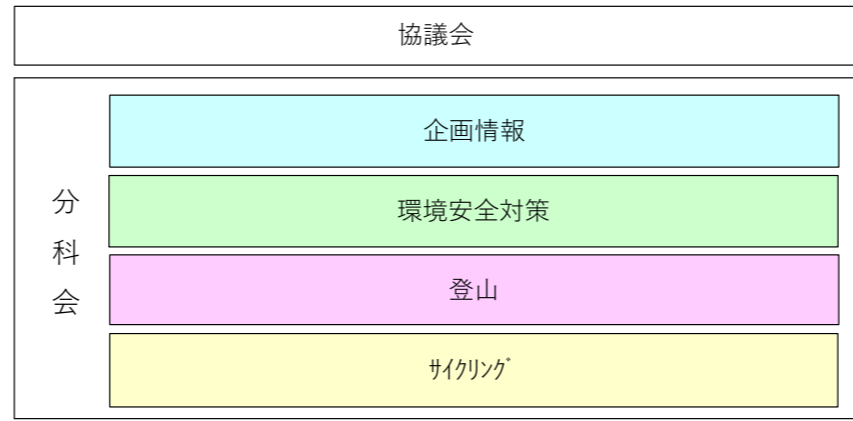 協議会
企画情報
分科会
環境安全対策
登山
ｻｲｸﾘﾝｸﾞ